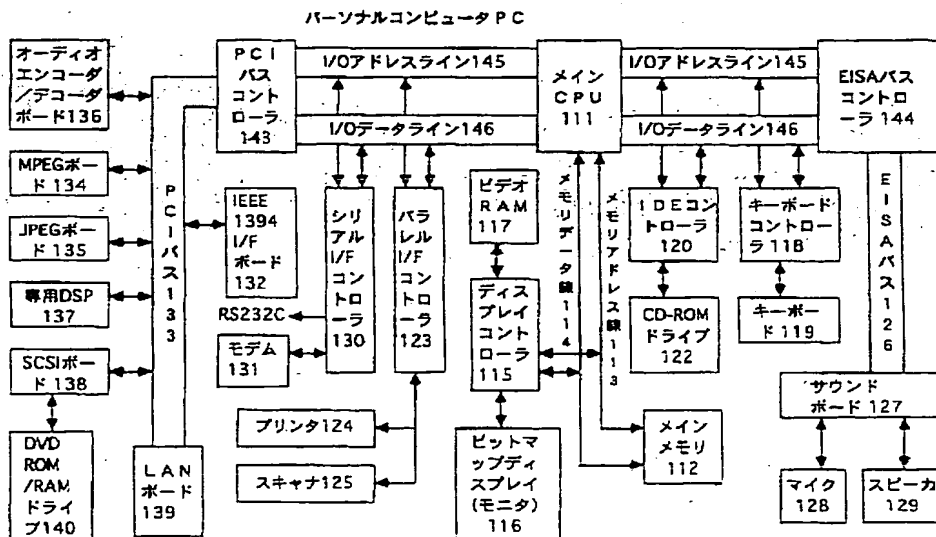 パーソナルコンピュータPC
オーディオ
エンコーダ
/デコーダ
ボード136
MPEGボー
ド 134
JPEGボー
ド 135
専用DSP
137
SCSIボー
ド 138
DVD
ROM
/RAM
ドライ
ブ140
PCIバス133
LAN
ボード
139
PCI
バス
コント
ローラ
143
I/Oアドレスライン145
I/Oデータライン146
IEEE
1394
I/F
ボード
132
RS232C
モデム
131
シリ
アル
I/F
コント
ローラ
130
パラ
レル
I/F
コント
ローラ
123
プリンタ124
スキャナ125
ビデオ
RAM
117
ディス
プレイ
コント
ローラ
115
ビットマ
ップディ
スプレイ
(モニタ)
116
メイン
CPU
111
メモリデータ線114
メモリアドレス線113
メイン
メモリ
112
I/Oアドレスライン145
I/Oデータライン146
IDEコン
トローラ
120
CD-ROM
ドライブ
122
キーボード
コントロー
ラ118
キーボー
ド119
EISAバス
コントロ
ーラ 144
EISAバス126
サウンド
ボード 127
マイク
128
スピーカ
129